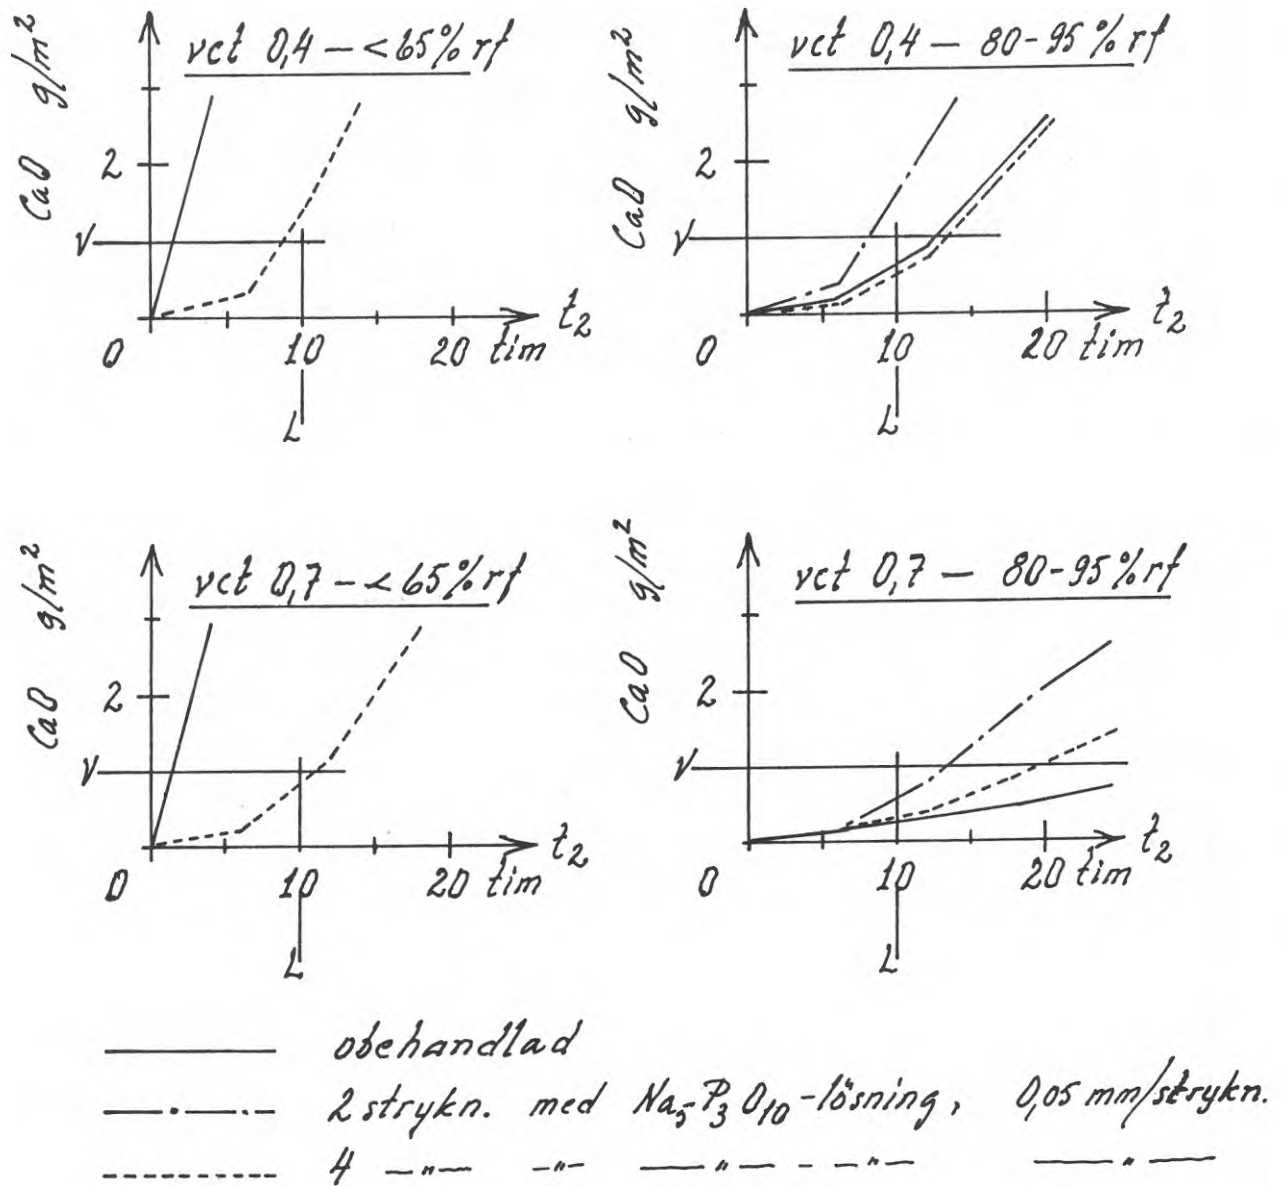 vct 0,4 – <65% rf
CaO g/m²
2
V
0
10
20 tim
t₂
L
vct 0,4 – 80-95% rf
CaO g/m²
2
V
0
10
20 tim
t₂
L
vct 0,7 – <65% rf
CaO g/m²
2
V
0
10
20 tim
t₂
L
vct 0,7 – 80-95% rf
CaO g/m²
2
V
0
10
20 tim
t₂
L
obehandlad
2 strykn. med Na₅P₃O₁₀-lösning, 0,05 mm/strykn.
4 —"— —"— —"— - —"— —"—